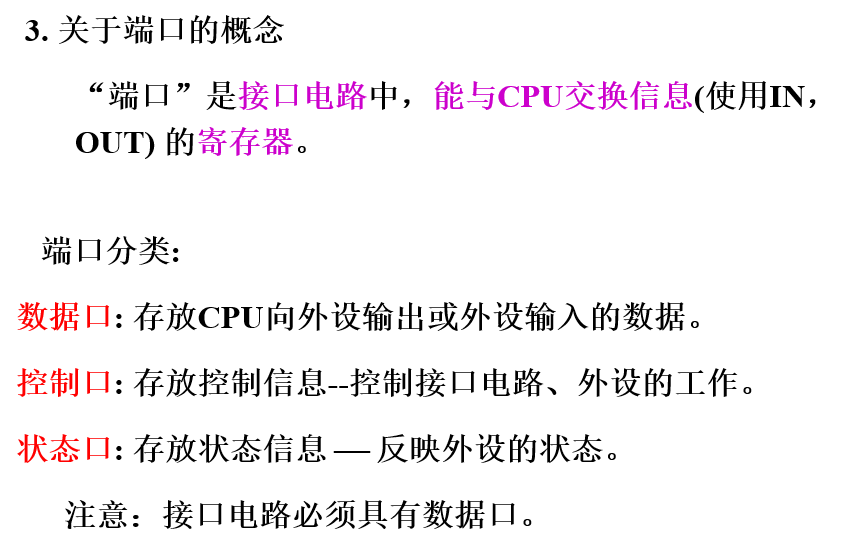 3. 关于端口的概念
“端口”是接口电路中，能与CPU交换信息(使用IN，
OUT) 的寄存器。
端口分类:
数据口: 存放CPU向外设输出或外设输入的数据。
控制口: 存放控制信息--控制接口电路、外设的工作。
状态口: 存放状态信息 — 反映外设的状态。
注意：接口电路必须具有数据口。